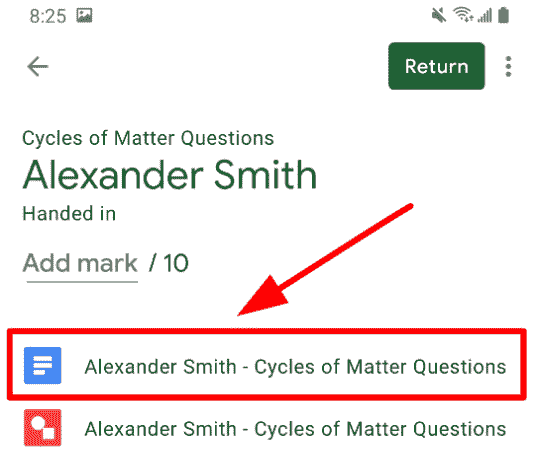 8:25
Return
Cycles of Matter Questions
Alexander Smith
Handed in
Add mark / 10
Alexander Smith - Cycles of Matter Questions
Alexander Smith - Cycles of Matter Questions